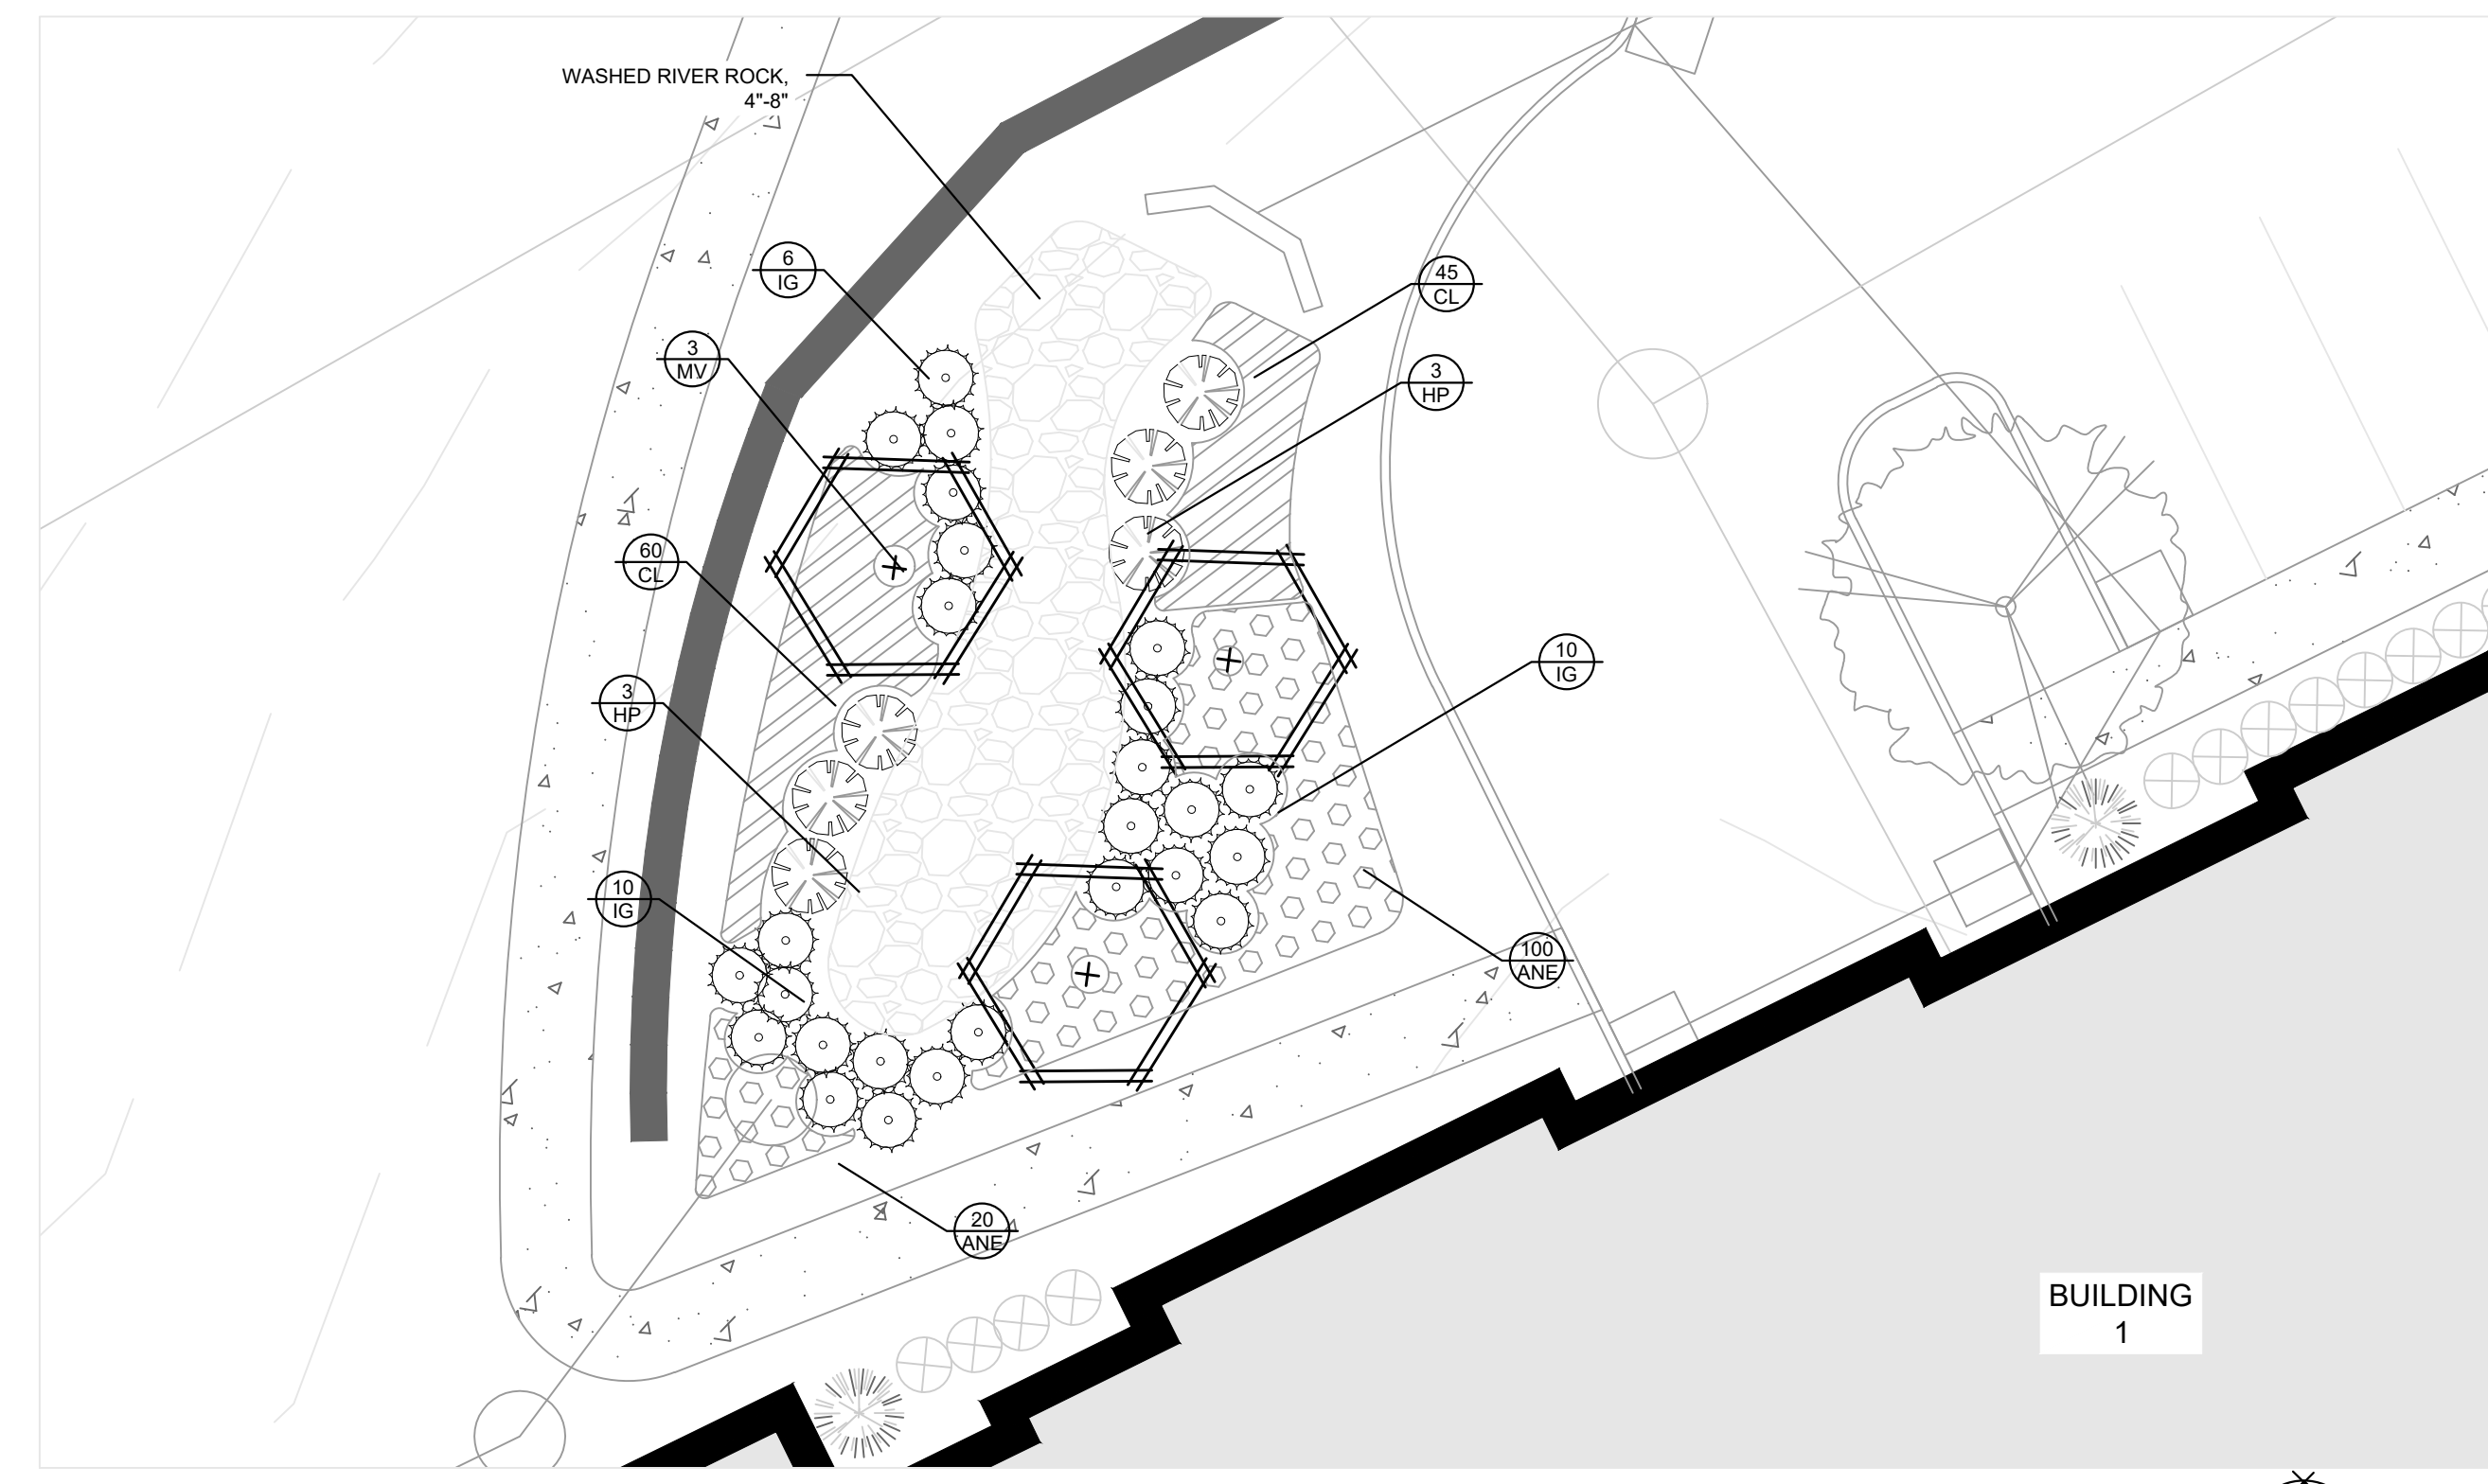 WASHED RIVER ROCK,
4"-8"
6
IG
45
CL
3
MV
3
HP
60
CL
10
IG
3
HP
10
IG
100
ANE
20
ANE
BUILDING
1